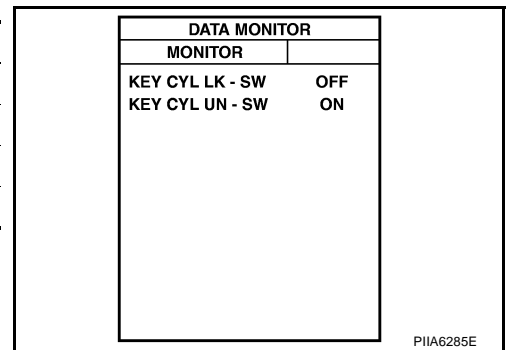 DATA MONITOR
MONITOR
KEY CYL LK - SW OFF
KEY CYL UN - SW ON
PIIA6285E